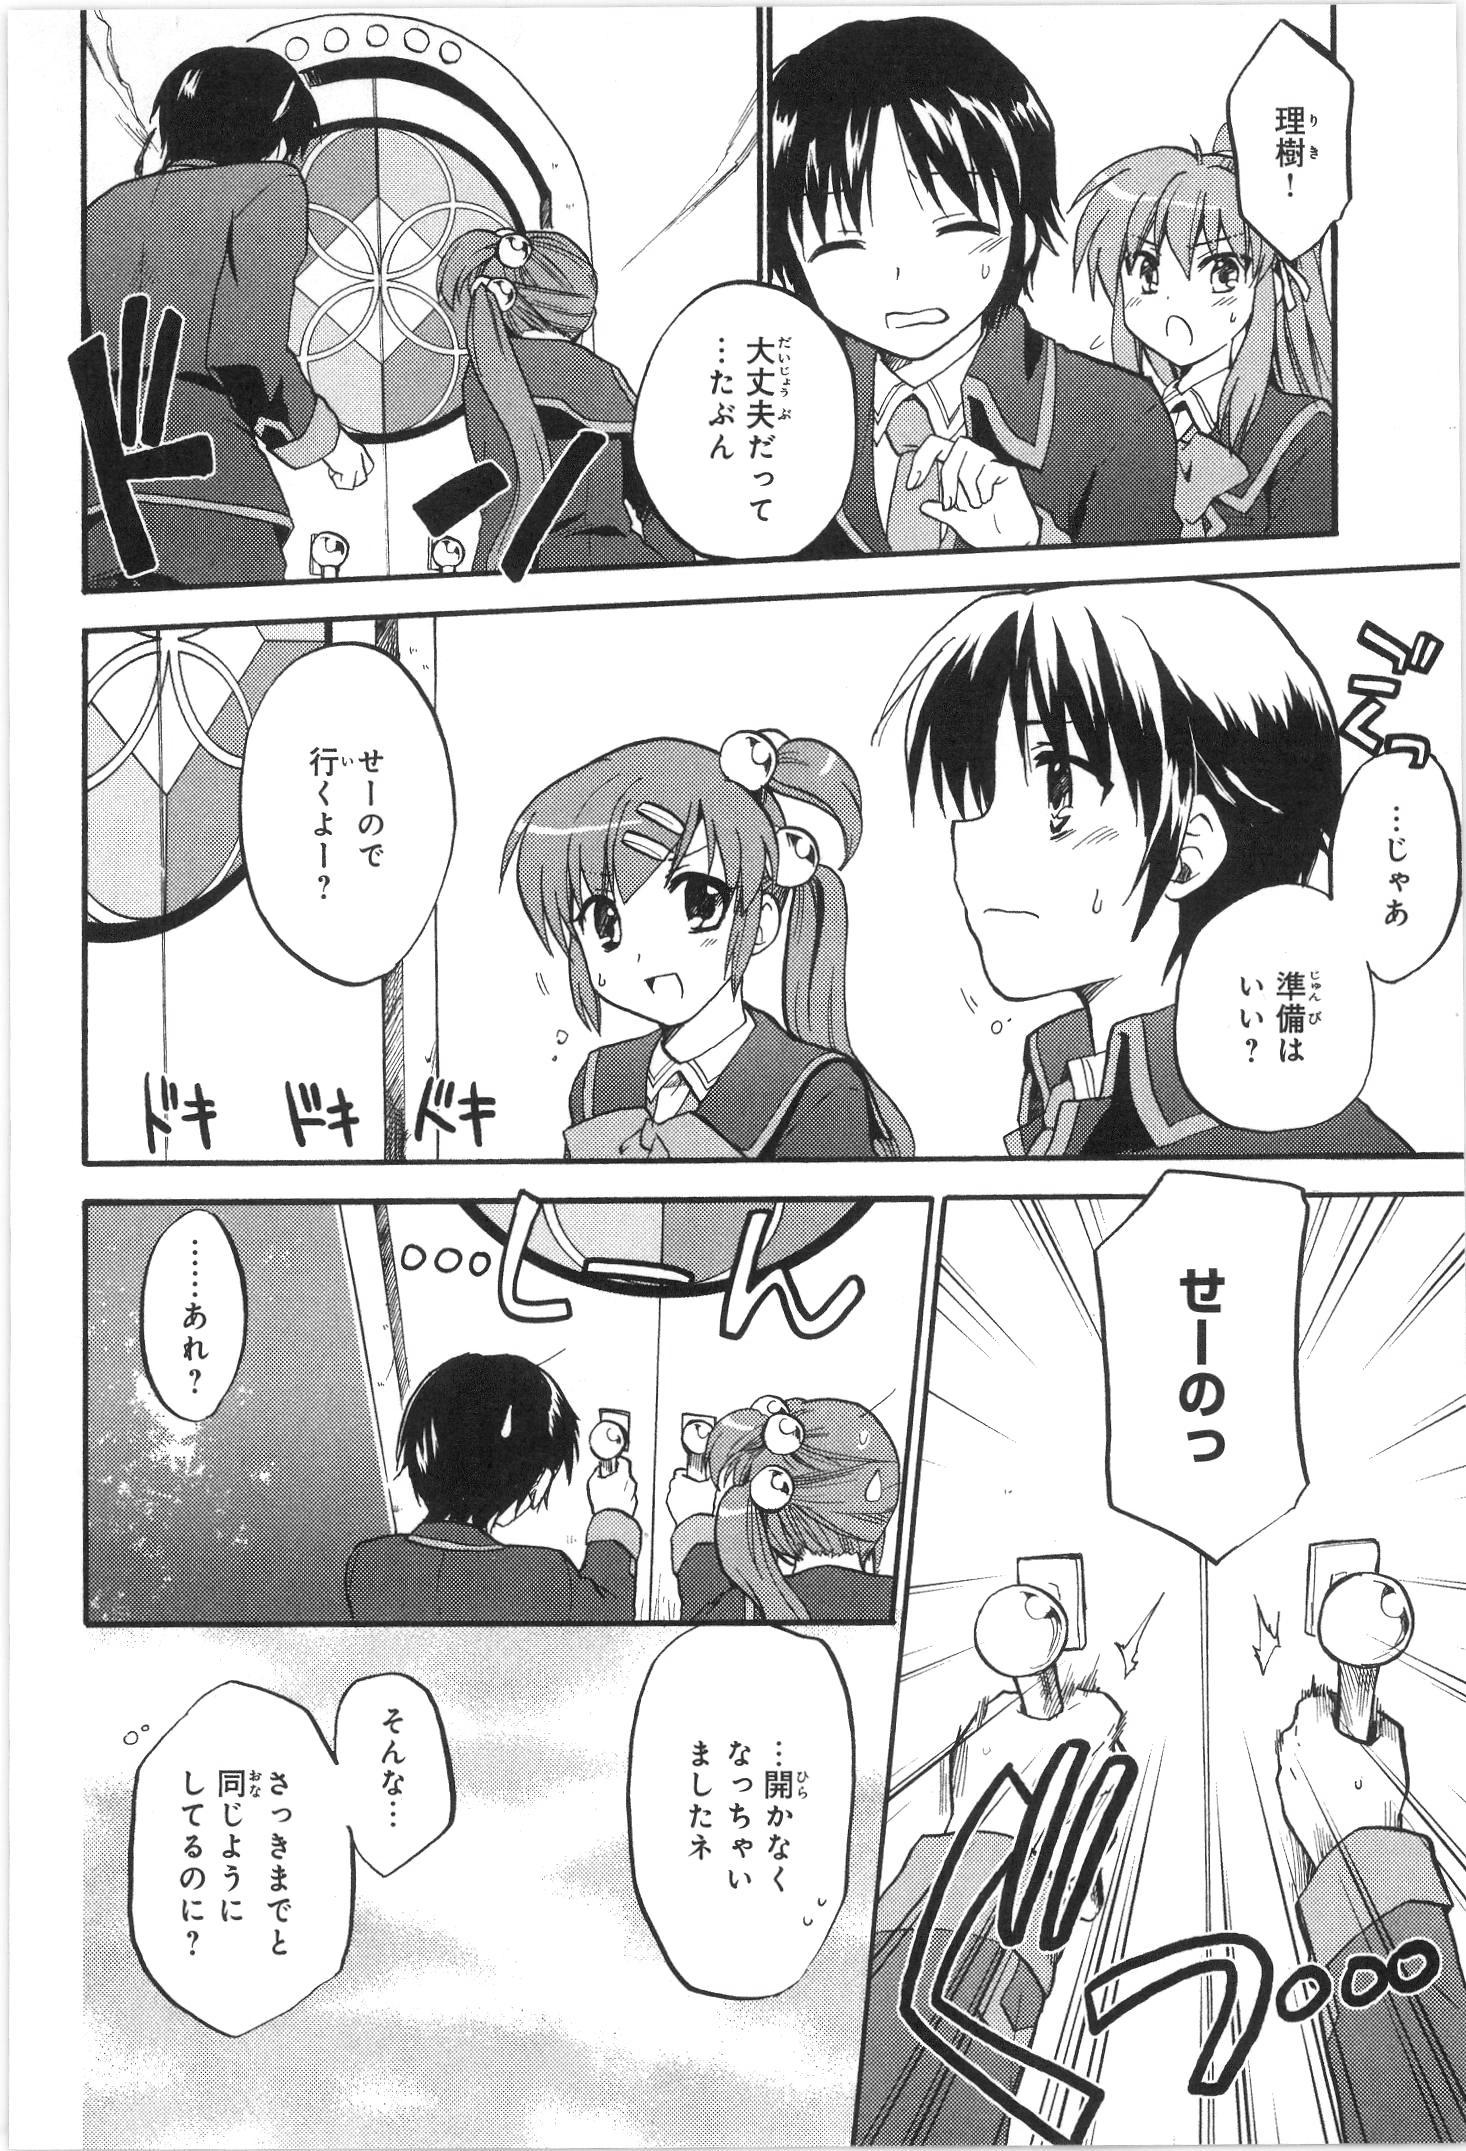 理樹！
大丈夫だって
…たぶん
ドーン
ごくっ
…じゃあ
準備は
いい？
せーので
行くよー？
ドキ
ドキ
ドキ
せーのっ
ぐっ…
しーん
…
……あれ？
…開かなく
なっちゃい
ましたネ
そんな…
さっきまでと
同じように
してるのに？